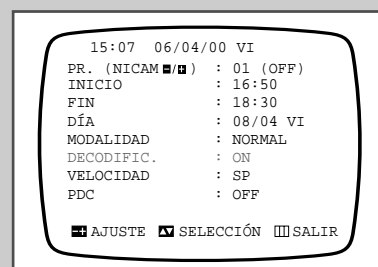 15:07 06/04/00 VI
PR. (NICAM -/+) : 01 (OFF)
INICIO : 16:50
FIN : 18:30
DÍA : 08/04 VI
MODALIDAD : NORMAL
DECODIFIC. : ON
VELOCIDAD : SP
PDC : OFF
AJUSTE SELECCIÓN SALIR